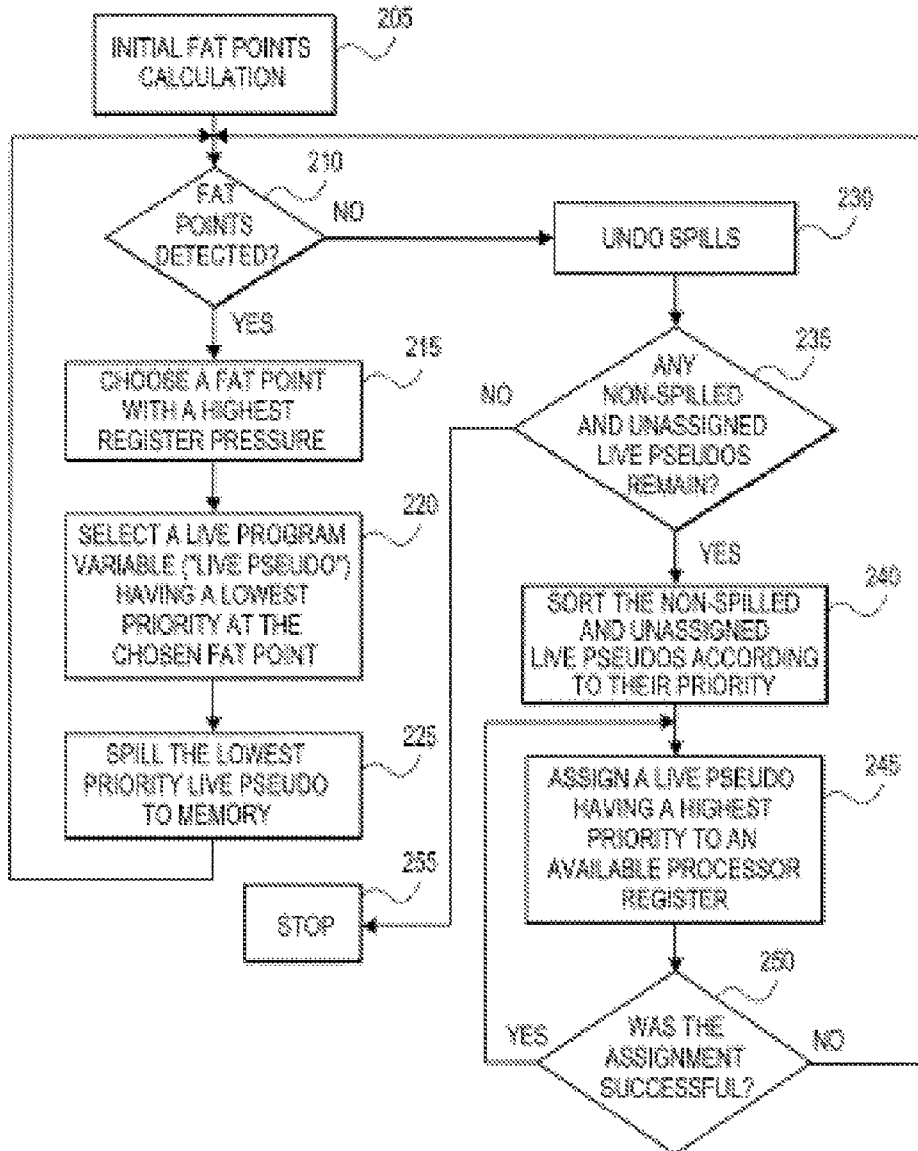 205
INITIAL FAT POINTS
CALCULATION
210
FAT
POINTS
DETECTED?
NO
YES
215
CHOOSE A FAT POINT
WITH A HIGHEST
REGISTER PRESSURE
220
SELECT A LIVE PROGRAM
VARIABLE ("LIVE PSEUDO")
HAVING A LOWEST
PRIORITY AT THE
CHOSEN FAT POINT
225
SPILL THE LOWEST
PRIORITY LIVE PSEUDO
TO MEMORY
230
UNDO SPILLS
235
ANY
NON-SPILLED
AND UNASSIGNED
LIVE PSEUDOS
REMAIN?
NO
YES
255
STOP
240
SORT THE NON-SPILLED
AND UNASSIGNED
LIVE PSEUDOS ACCORDING
TO THEIR PRIORITY
245
ASSIGN A LIVE PSEUDO
HAVING A HIGHEST
PRIORITY TO AN
AVAILABLE PROCESSOR
REGISTER
250
WAS THE
ASSIGNMENT
SUCCESSFUL?
YES
NO